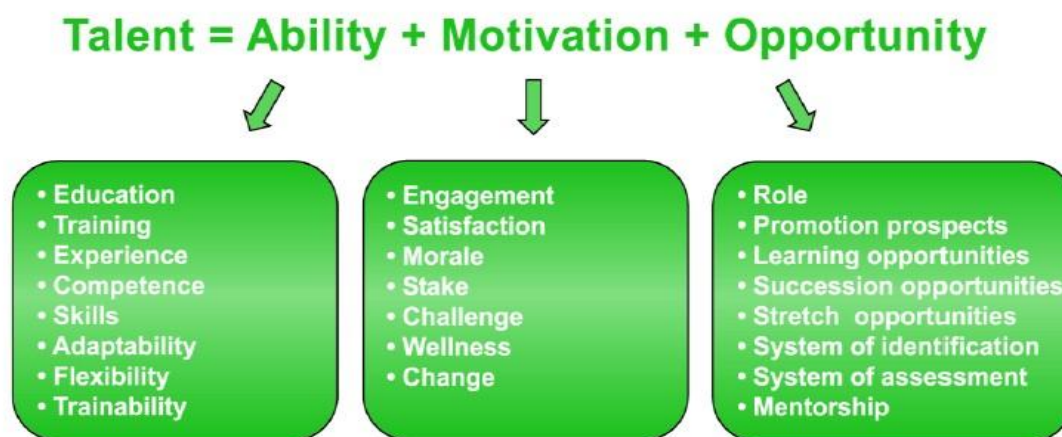 Talent = Ability + Motivation + Opportunity
• Education
• Training
• Experience
• Competence
• Skills
• Adaptability
• Flexibility
• Trainability
• Engagement
• Satisfaction
• Morale
• Stake
• Challenge
• Wellness
• Change
• Role
• Promotion prospects
• Learning opportunities
• Succession opportunities
• Stretch opportunities
• System of identification
• System of assessment
• Mentorship